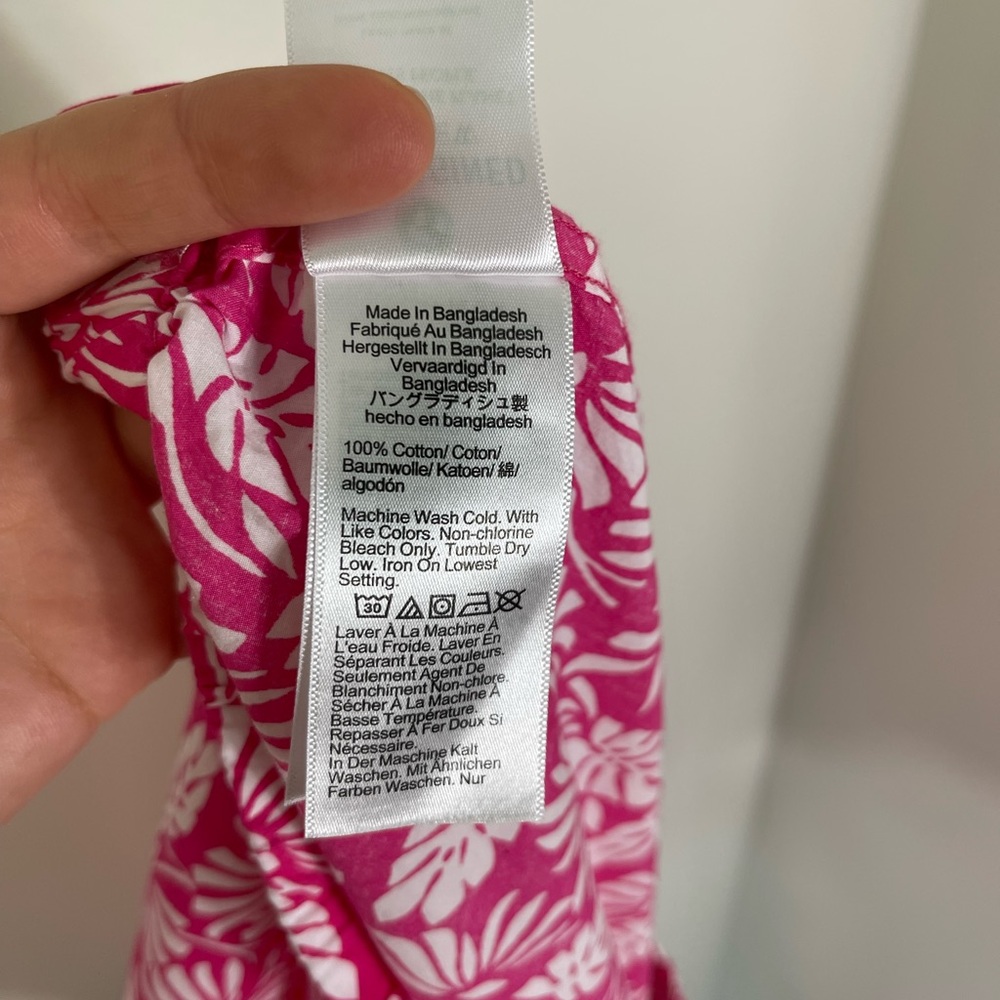 Made In Bangladesh
Fabriqué Au Bangladesh
Hergestellt In Bangladesch
Vervaardigd In
Bangladesh
バングラディシュ製
hecho en bangladesh
100% Cotton/ Coton/
Baumwolle/ Katoen/ 綿/
algodón
Machine Wash Cold. With
Like Colors. Non-chlorine
Bleach Only. Tumble Dry
Low. Iron On Lowest
Setting.
30
Laver À La Machine À
L'eau Froide. Laver En
Séparant Les Couleurs.
Seulement Agent De
Blanchiment Non-chlore.
Sécher À La Machine À
Basse Température.
Repasser À Fer Doux Si
Nécessaire.
In Der Maschine Kalt
Waschen. Mit Ähnlichen
Farben Waschen. Nur